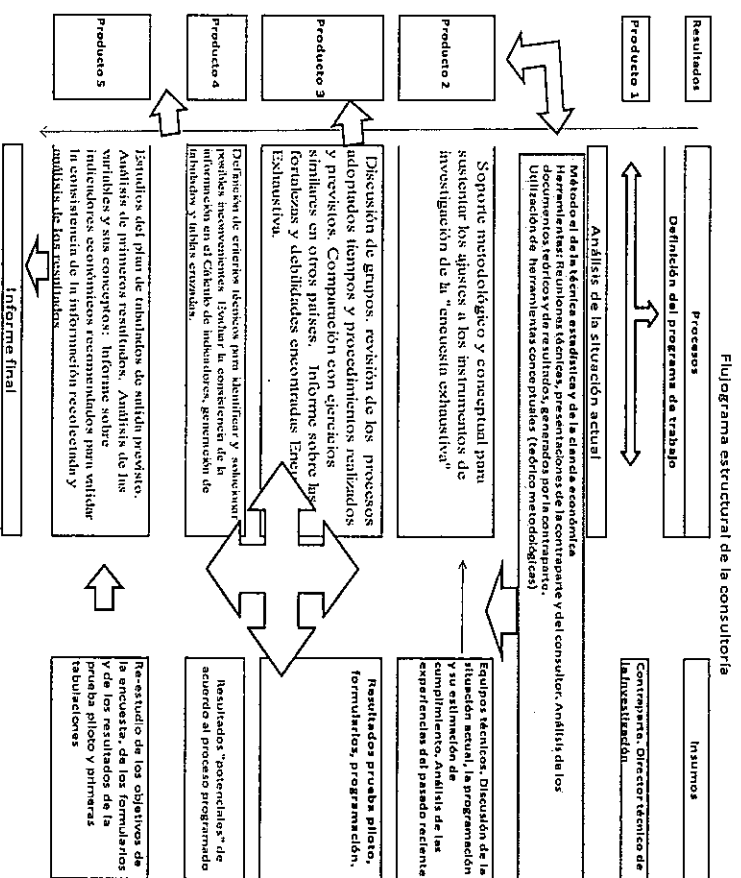 Flujograma estructural de la consultoría
Resultados
Procesos
Insumos
Definición del programa de trabajo
Producto 1
Análisis de la situación actual
Contraparte. Director técnico de
la Investigación
Método el de la técnica estadística y de la ciencia económica
Herramientas: Reuniones técnicas, presentaciones de la contraparte y del consultor. Análisis de los
documentos teóricos y de resultados, generados por la contraparte.
Utilización de herramientas conceptuales (teórico metodológicas)
Producto 2
Soporte metodológico y conceptual para
sustentar los ajustes a los instrumentos de
investigación de la "encuesta exhaustiva"
Equipos técnicos. Discusión de la
situación actual, la programación
y su estimación de
cumplimiento. Análisis de las
experiencias del pasado reciente
Producto 3
Discusión de grupos, revisión de los procesos
adoptados tiempos y procedimientos realizados
y previstos. Comparación con ejercicios
similares en otros países. Informe sobre las
fortalezas y debilidades encontradas
Exhaustiva.
Resultados prueba piloto,
formularios, programación.
Producto 4
Definición de criterios técnicos para identificar y solucionar
posibles inconvenientes. Evaluar la consistencia de la
información en el Cálculo de indicadores, generación de
tabulados y tablas cruzadas.
Resultados "potenciales" de
acuerdo al proceso programado
Producto 5
Estudios del plan de tabulados de salida previsto.
Análisis de primeros resultados. Análisis de las
variables y sus conceptos. Informe sobre
indicadores económicos recomendados para validar
la consistencia de la información recolectada y
análisis de los resultados
Re-estudio de los objetivos de
la encuesta, de los formularios
y de los resultados de la
prueba piloto y primeras
tabulaciones
Informe final